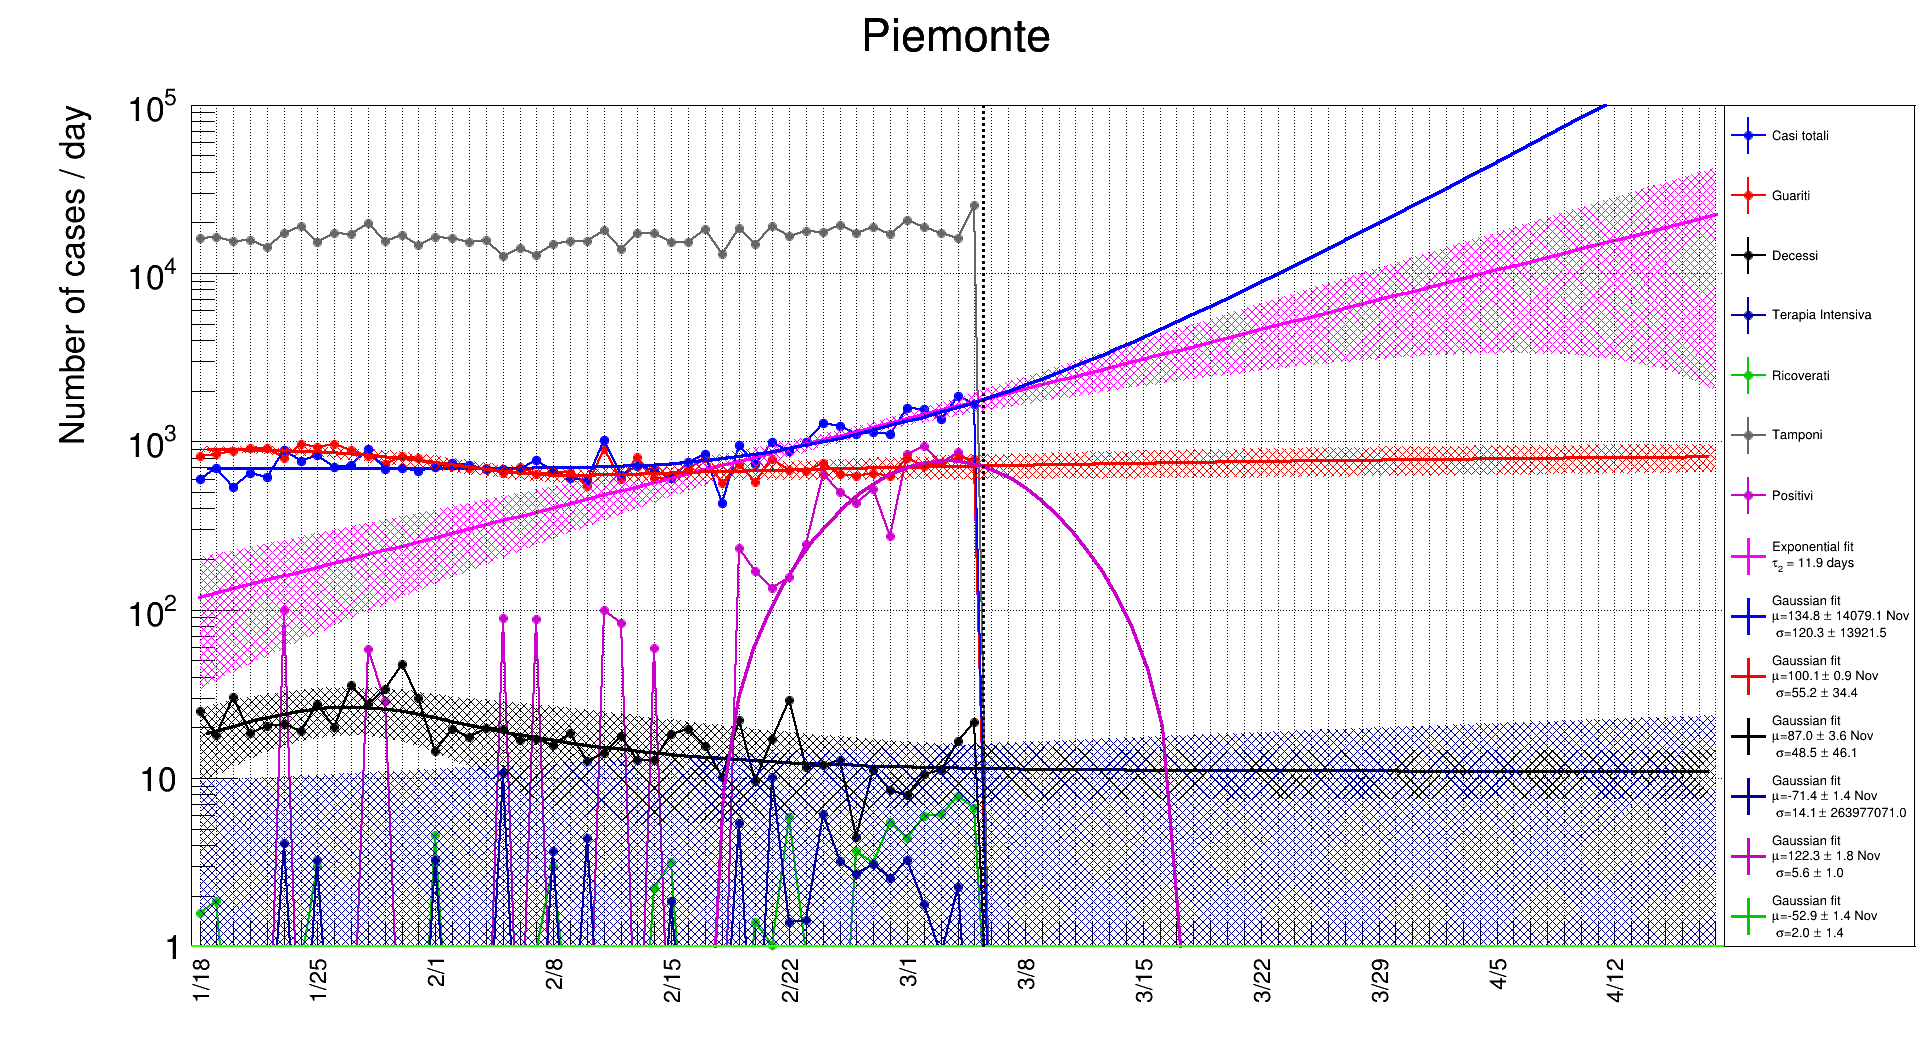 Piemonte
Number of cases / day
10^5
10^4
10^3
10^2
10
1
1/18
1/25
2/1
2/8
2/15
2/22
3/1
3/8
3/15
3/22
3/29
4/5
4/12
Casi totali
Guariti
Decessi
Terapia Intensiva
Ricoverati
Tamponi
Positivi
Exponential fit
τ₂ = 11.9 days
Gaussian fit
μ=134.8 ± 14079.1 Nov
σ=120.3 ± 13921.5
Gaussian fit
μ=100.1 ± 0.9 Nov
σ=55.2 ± 34.4
Gaussian fit
μ=87.0 ± 3.6 Nov
σ=48.5 ± 46.1
Gaussian fit
μ=-71.4 ± 1.4 Nov
σ=14.1 ± 263977071.0
Gaussian fit
μ=122.3 ± 1.8 Nov
σ=5.6 ± 1.0
Gaussian fit
μ=-52.9 ± 1.4 Nov
σ=2.0 ± 1.4